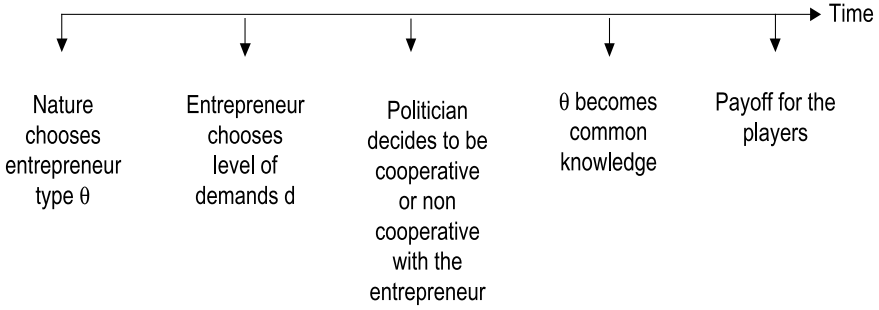 Time
Nature
chooses
entrepreneur
type θ
Entrepreneur
chooses
level of
demands d
Politician
decides to be
cooperative
or non
cooperative
with the
entrepreneur
θ becomes
common
knowledge
Payoff for the
players